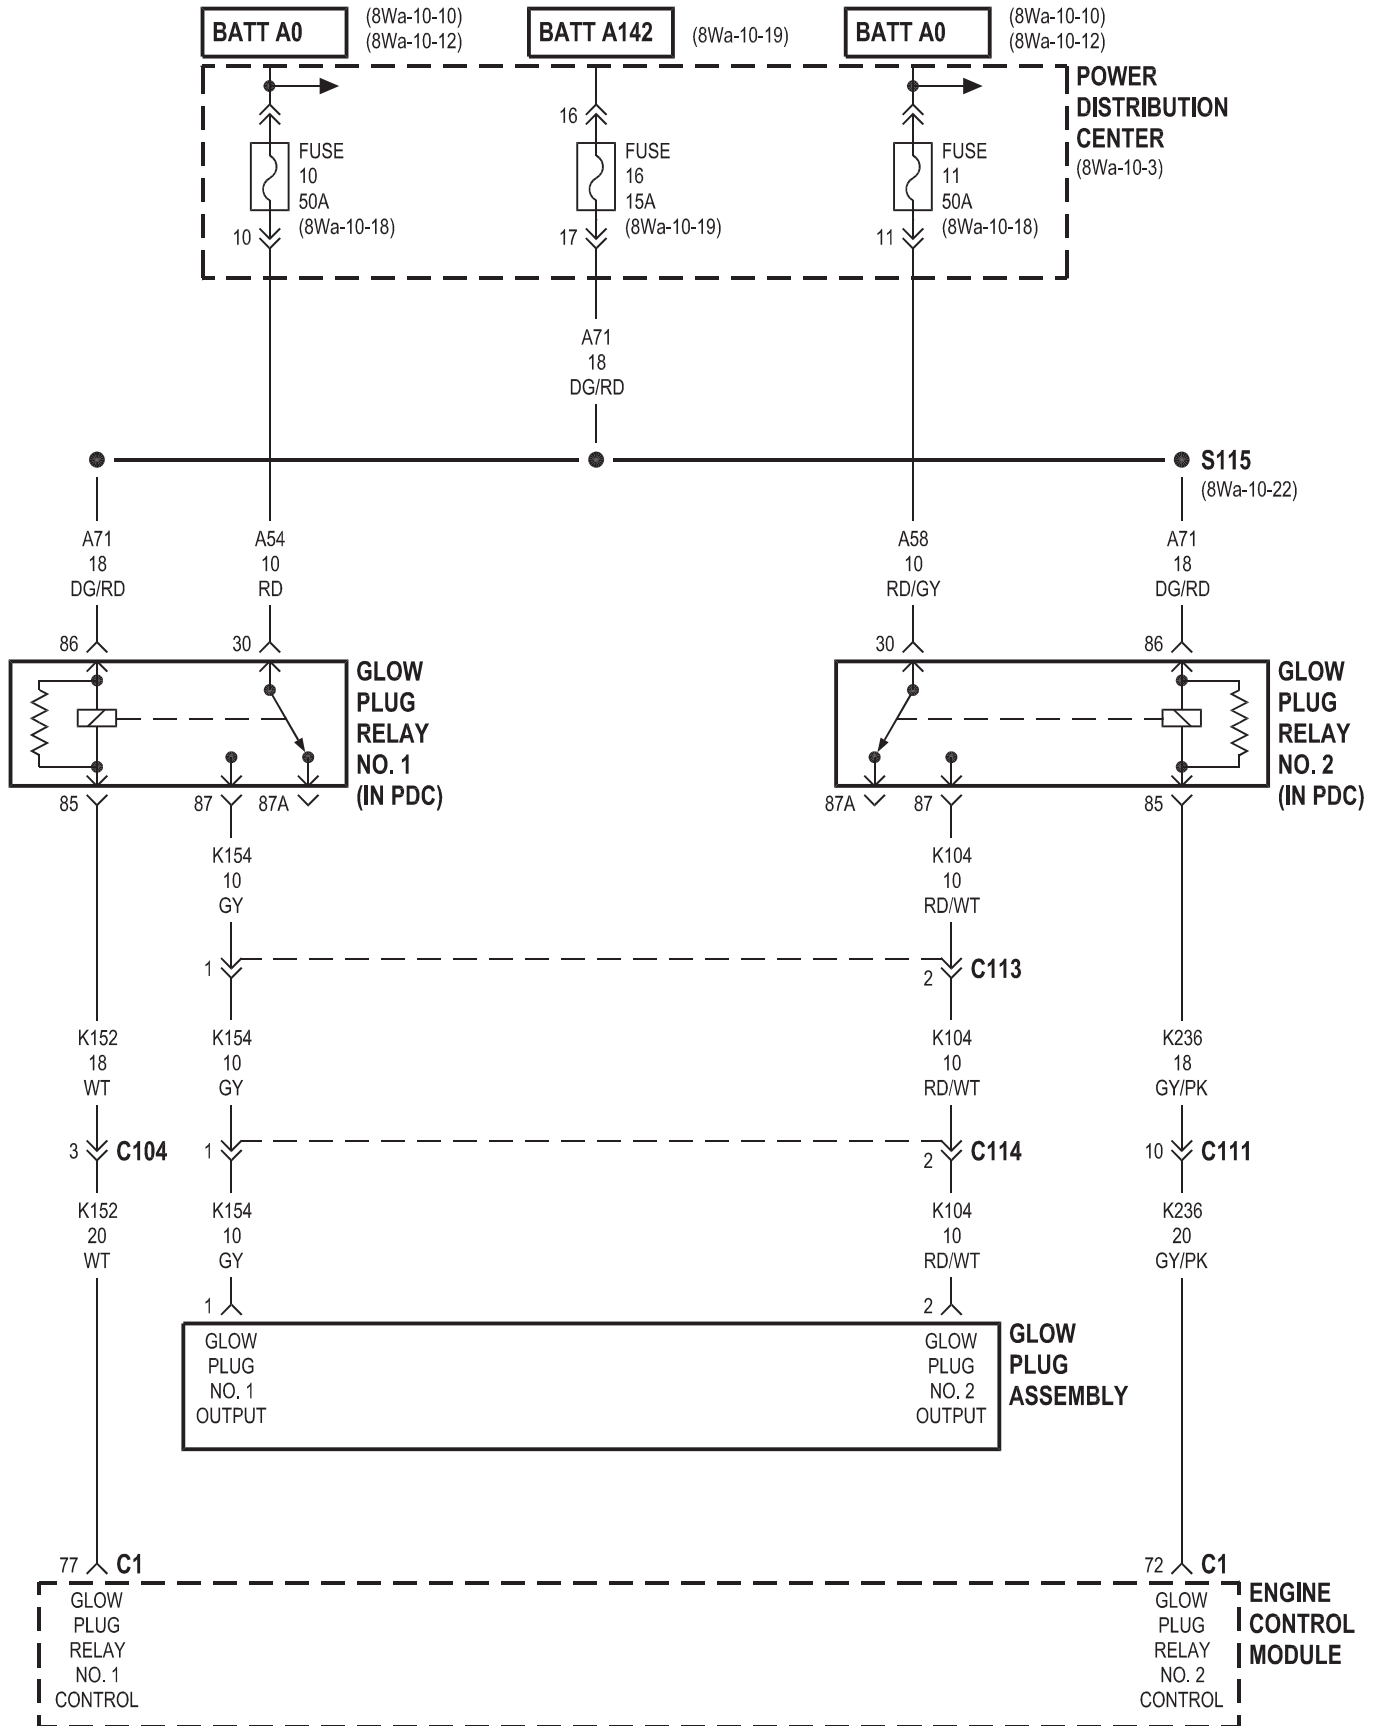 BATT A0
(8Wa-10-10)
(8Wa-10-12)
BATT A142
(8Wa-10-19)
BATT A0
(8Wa-10-10)
(8Wa-10-12)
POWER
DISTRIBUTION
CENTER
(8Wa-10-3)
16
FUSE
10
50A
(8Wa-10-18)
10
FUSE
16
15A
(8Wa-10-19)
17
FUSE
11
50A
(8Wa-10-18)
11
A71
18
DG/RD
S115
(8Wa-10-22)
A71
18
DG/RD
A54
10
RD
A58
10
RD/GY
A71
18
DG/RD
86
30
30
86
GLOW
PLUG
RELAY
NO. 1
(IN PDC)
GLOW
PLUG
RELAY
NO. 2
(IN PDC)
85
87
87A
87A
87
85
K154
10
GY
K104
10
RD/WT
1
2
C113
K152
18
WT
K154
10
GY
K104
10
RD/WT
K236
18
GY/PK
3
C104
1
2
C114
10
C111
K152
20
WT
K154
10
GY
K104
10
RD/WT
K236
20
GY/PK
1
2
GLOW
PLUG
NO. 1
OUTPUT
GLOW
PLUG
NO. 2
OUTPUT
GLOW
PLUG
ASSEMBLY
77
C1
72
C1
GLOW
PLUG
RELAY
NO. 1
CONTROL
GLOW
PLUG
RELAY
NO. 2
CONTROL
ENGINE
CONTROL
MODULE